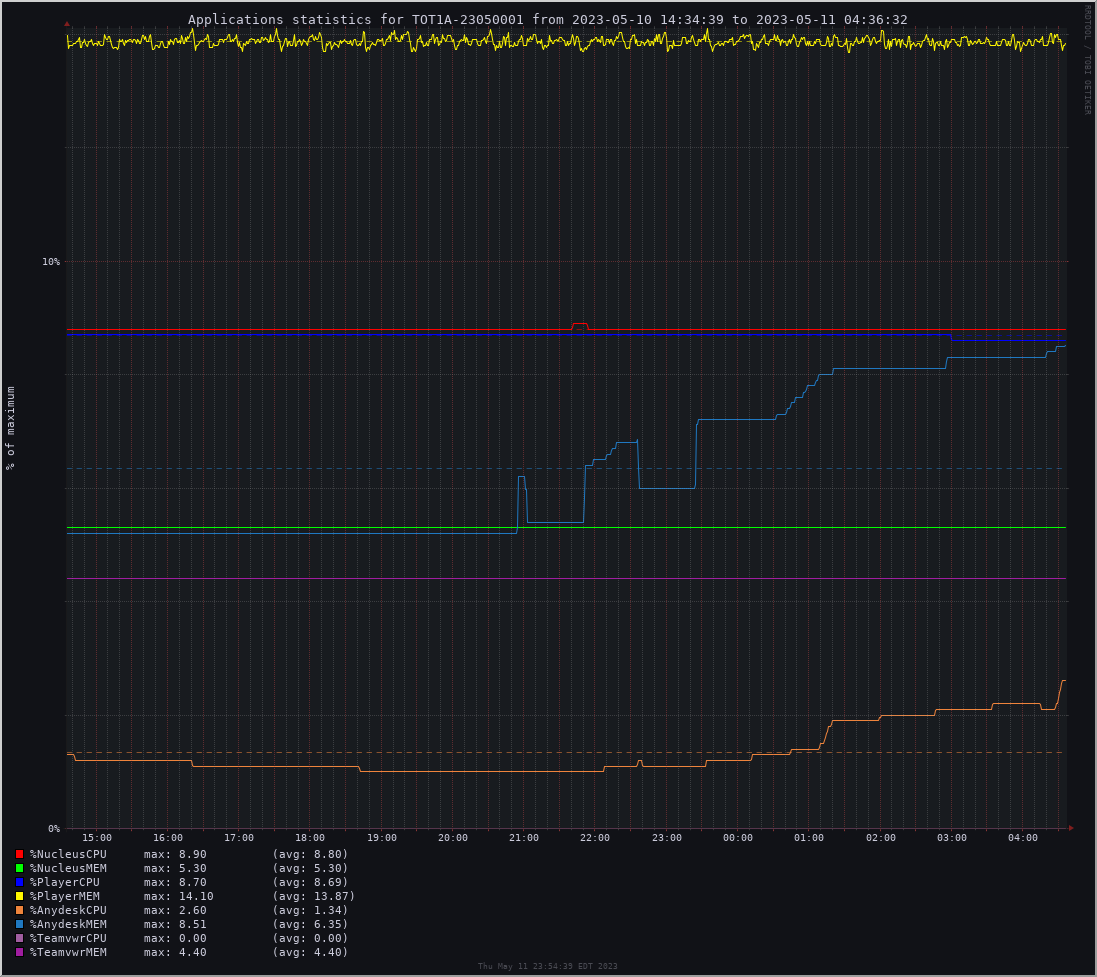 Applications statistics for TOT1A-23050001 from 2023-05-10 14:34:39 to 2023-05-11 04:36:32
RRDTOOL / TOBI OETIKER
% of maximum
10%
0%
15:00 16:00 17:00 18:00 19:00 20:00 21:00 22:00 23:00 00:00 01:00 02:00 03:00 04:00
%NucleusCPU max: 8.90 (avg: 8.80)
%NucleusMEM max: 5.30 (avg: 5.30)
%PlayerCPU max: 8.70 (avg: 8.69)
%PlayerMEM max: 14.10 (avg: 13.87)
%AnydeskCPU max: 2.60 (avg: 1.34)
%AnydeskMEM max: 8.51 (avg: 6.35)
%TeamvwrCPU max: 0.00 (avg: 0.00)
%TeamvwrMEM max: 4.40 (avg: 4.40)
Thu May 11 23:54:39 EDT 2023